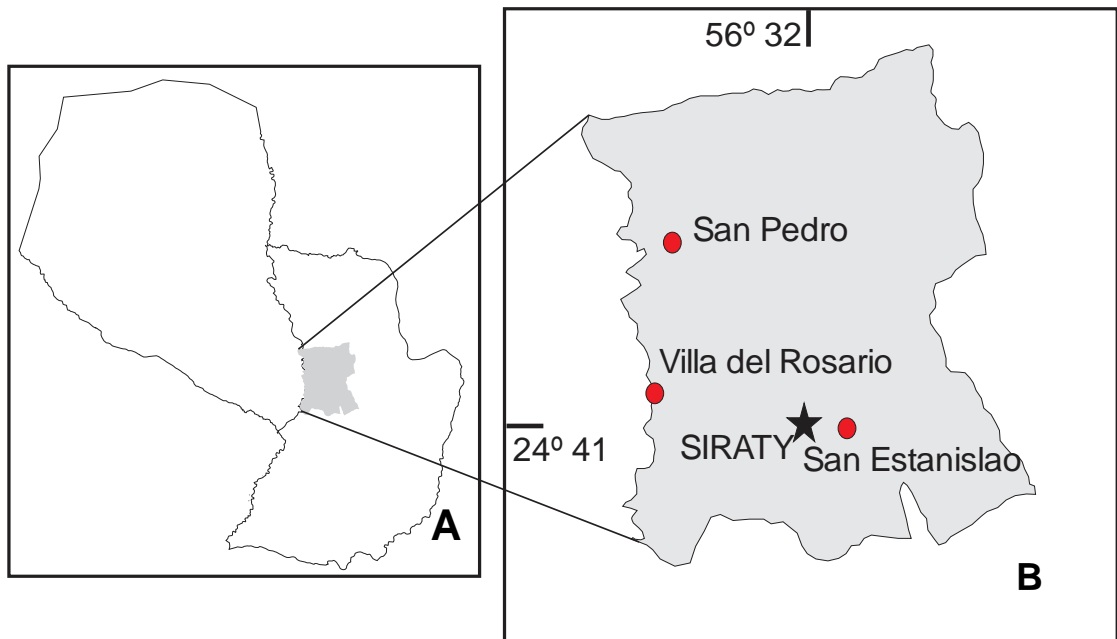 A
56º 32
San Pedro
Villa del Rosario
24º 41
SIRATY
San Estanislao
B